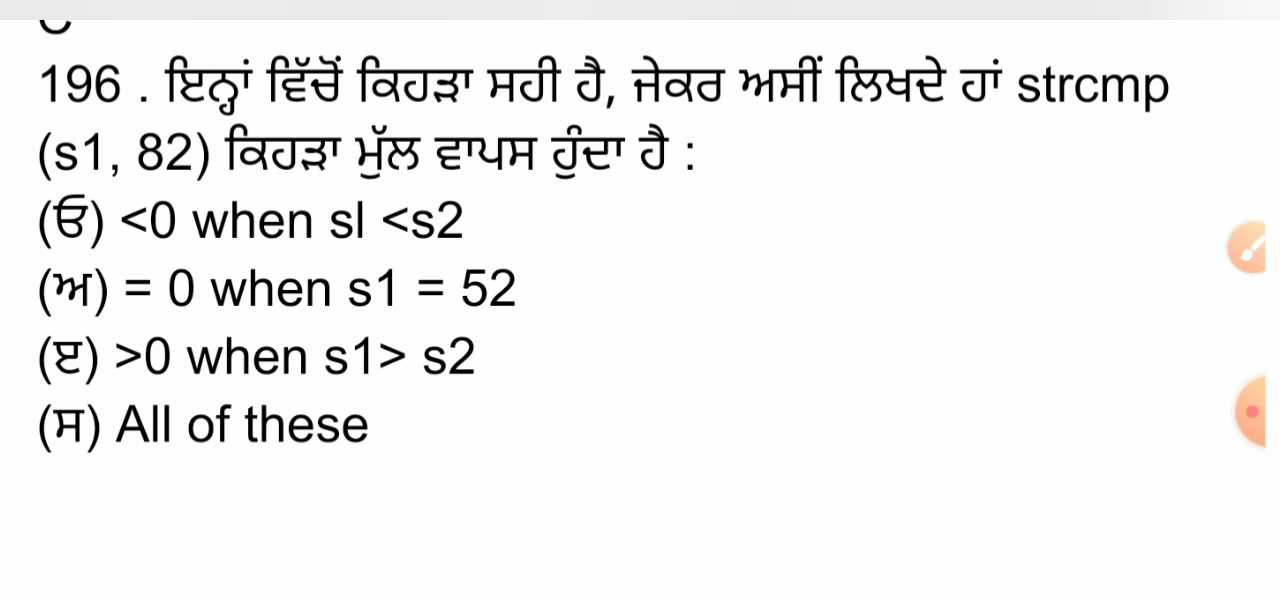 196 . ਇਨ੍ਹਾਂ ਵਿੱਚੋਂ ਕਿਹੜਾ ਸਹੀ ਹੈ, ਜੇਕਰ ਅਸੀਂ ਲਿਖਦੇ ਹਾਂ strcmp
(s1, 82) ਕਿਹੜਾ ਮੁੱਲ ਵਾਪਸ ਹੁੰਦਾ ਹੈ :
(ੳ) <0 when sl <s2
(ਅ) = 0 when s1 = 52
(ੲ) >0 when s1> s2
(ਸ) All of these